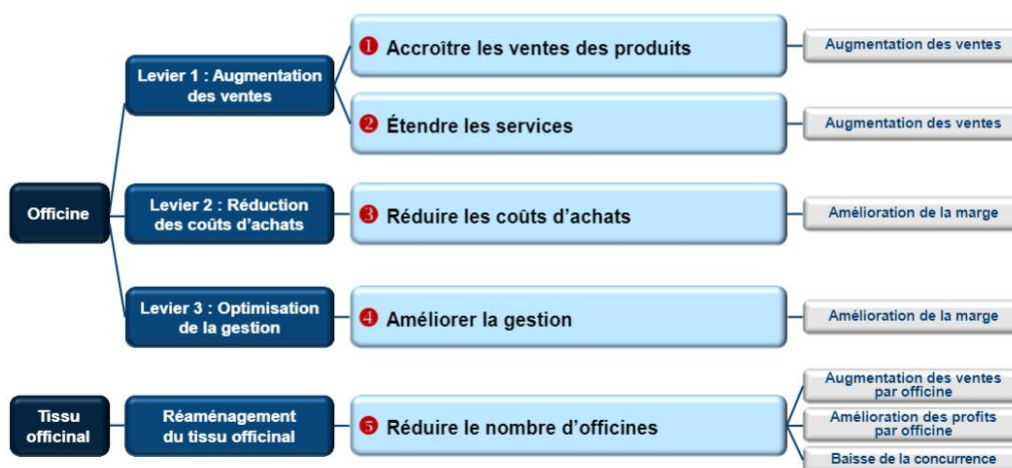 ❶ Accroître les ventes des produits
Augmentation des ventes
Levier 1 : Augmentation
des ventes
❷ Étendre les services
Augmentation des ventes
Officine
Levier 2 : Réduction
des coûts d’achats
❸ Réduire les coûts d’achats
Amélioration de la marge
Levier 3 : Optimisation
de la gestion
❹ Améliorer la gestion
Amélioration de la marge
Tissu
officinal
Réaménagement
du tissu officinal
❺ Réduire le nombre d’officines
Augmentation des ventes
par officine
Amélioration des profits
par officine
Baisse de la concurrence